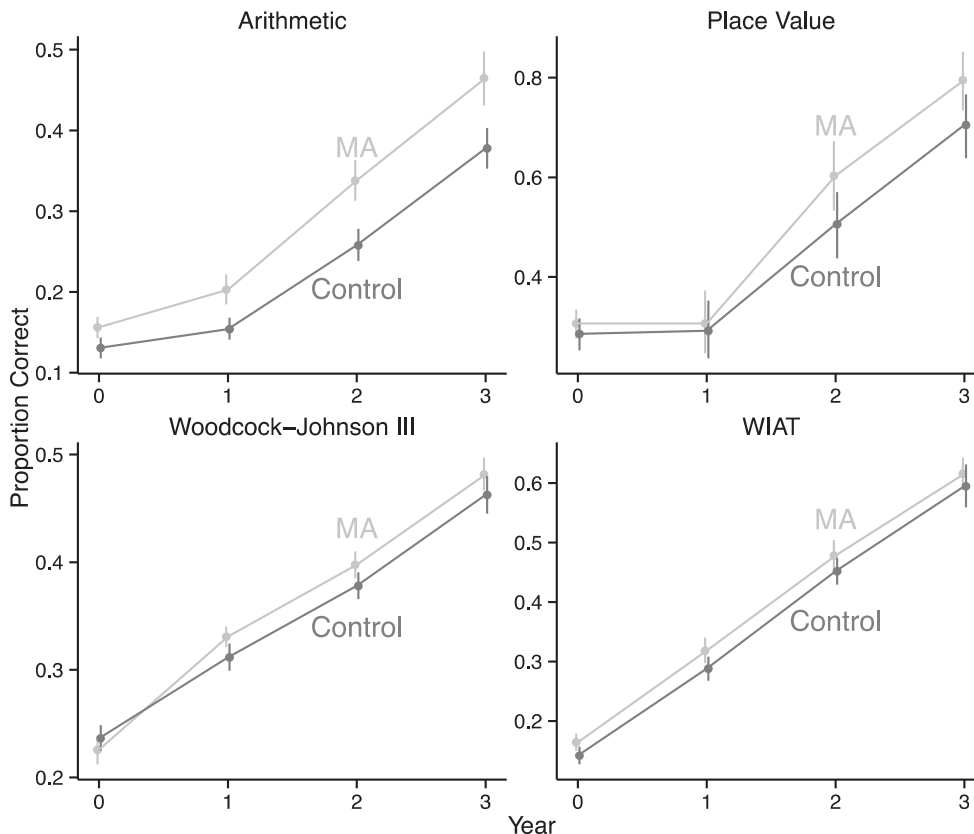 Arithmetic
0.5
0.4
0.3
0.2
0.1
MA
Control
0 1 2 3
Place Value
0.8
0.6
0.4
MA
Control
0 1 2 3
Proportion Correct
Woodcock–Johnson III
0.5
0.4
0.3
0.2
MA
Control
0 1 2 3
WIAT
0.6
0.5
0.4
0.3
0.2
MA
Control
0 1 2 3
Year